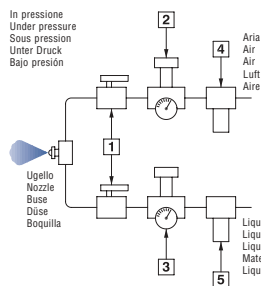 In pressione
Under pressure
Sous pression
Unter Druck
Bajo presión
2
4
Aria
Air
Air
Luft
Aire
1
Ugello
Nozzle
Buse
Düse
Boquilla
3
5